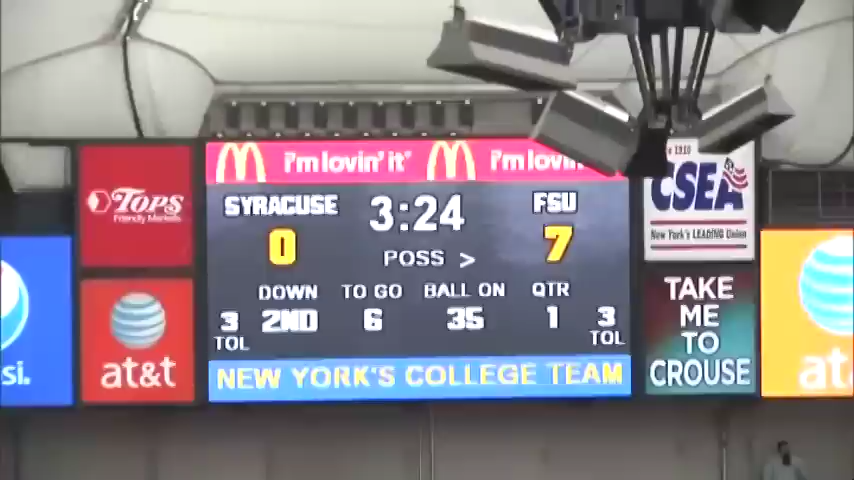 i'm lovin' it® i'm lovin'
TOPS
Friendly Markets
SYRACUSE 3:24 FSU
0 7
POSS >
DOWN TO GO BALL ON QTR
3 2ND 6 35 1 3
TOL TOL
NEW YORK'S COLLEGE TEAM
at&t
si.
1910
CSEA
New York's LEADING Union
TAKE
ME
TO
CROUSE
at